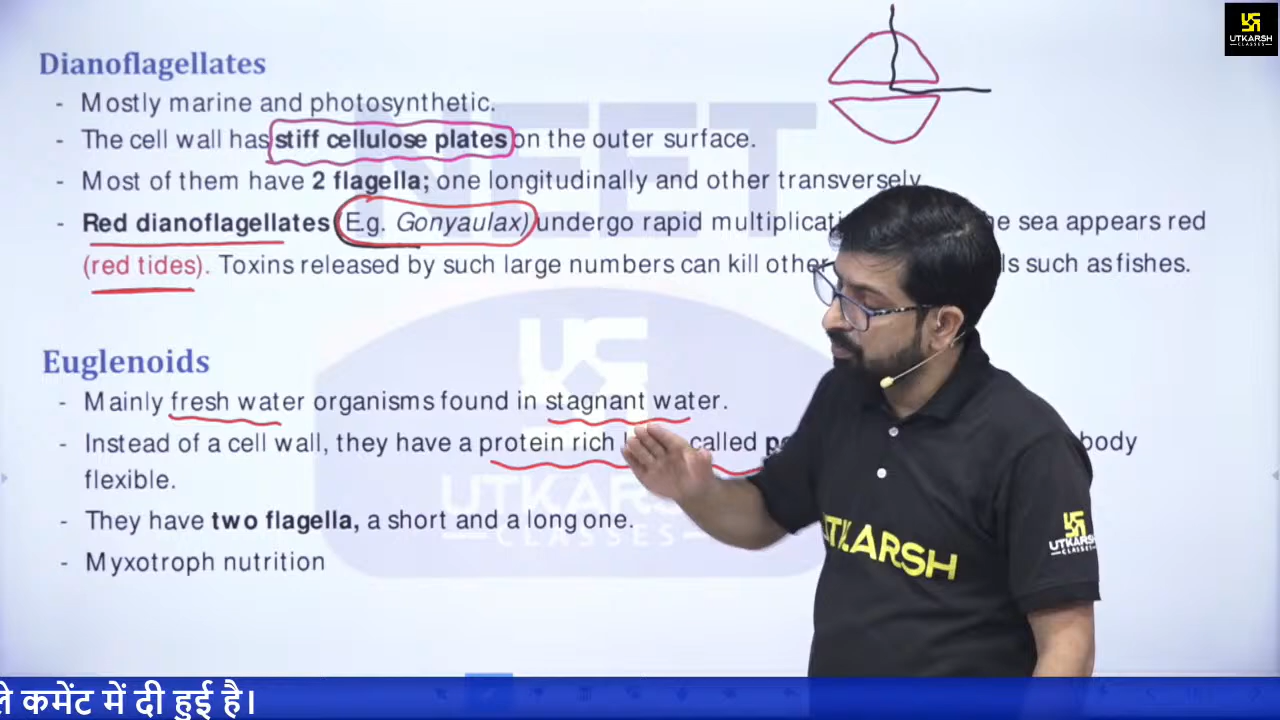 UTKARSH
CLASSES
Dianoflagellates
- Mostly marine and photosynthetic.
- The cell wall has stiff cellulose plates on the outer surface.
- Most of them have 2 flagella; one longitudinally and other transversely
- Red dianoflagellates (E.g. Gonyaulax) undergo rapid sea appears red
(red tides). Toxins released by such large numbers can kill other such as fishes.
NEET
Euglenoids
- Mainly fresh water organisms found in stagnant water.
- Instead of a cell wall, they have a protein rich called body
flexible.
- They have two flagella, a short and a long one.
- Myxotroph nutrition
UTKARSH
CLASSES
UTKARSH
UTKARSH
CLASSES
कमेंट में दी हुई है।